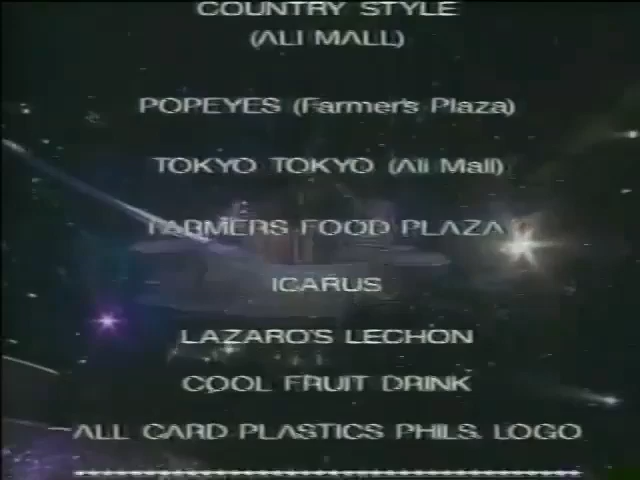 COUNTRY STYLE
(ALI MALL)
POPEYES (Farmer's Plaza)
TOKYO TOKYO (Ali Mall)
FARMERS FOOD PLAZA
ICARUS
LAZARO'S LECHON
COOL FRUIT DRINK
ALL CARD PLASTICS PHILS. LOGO